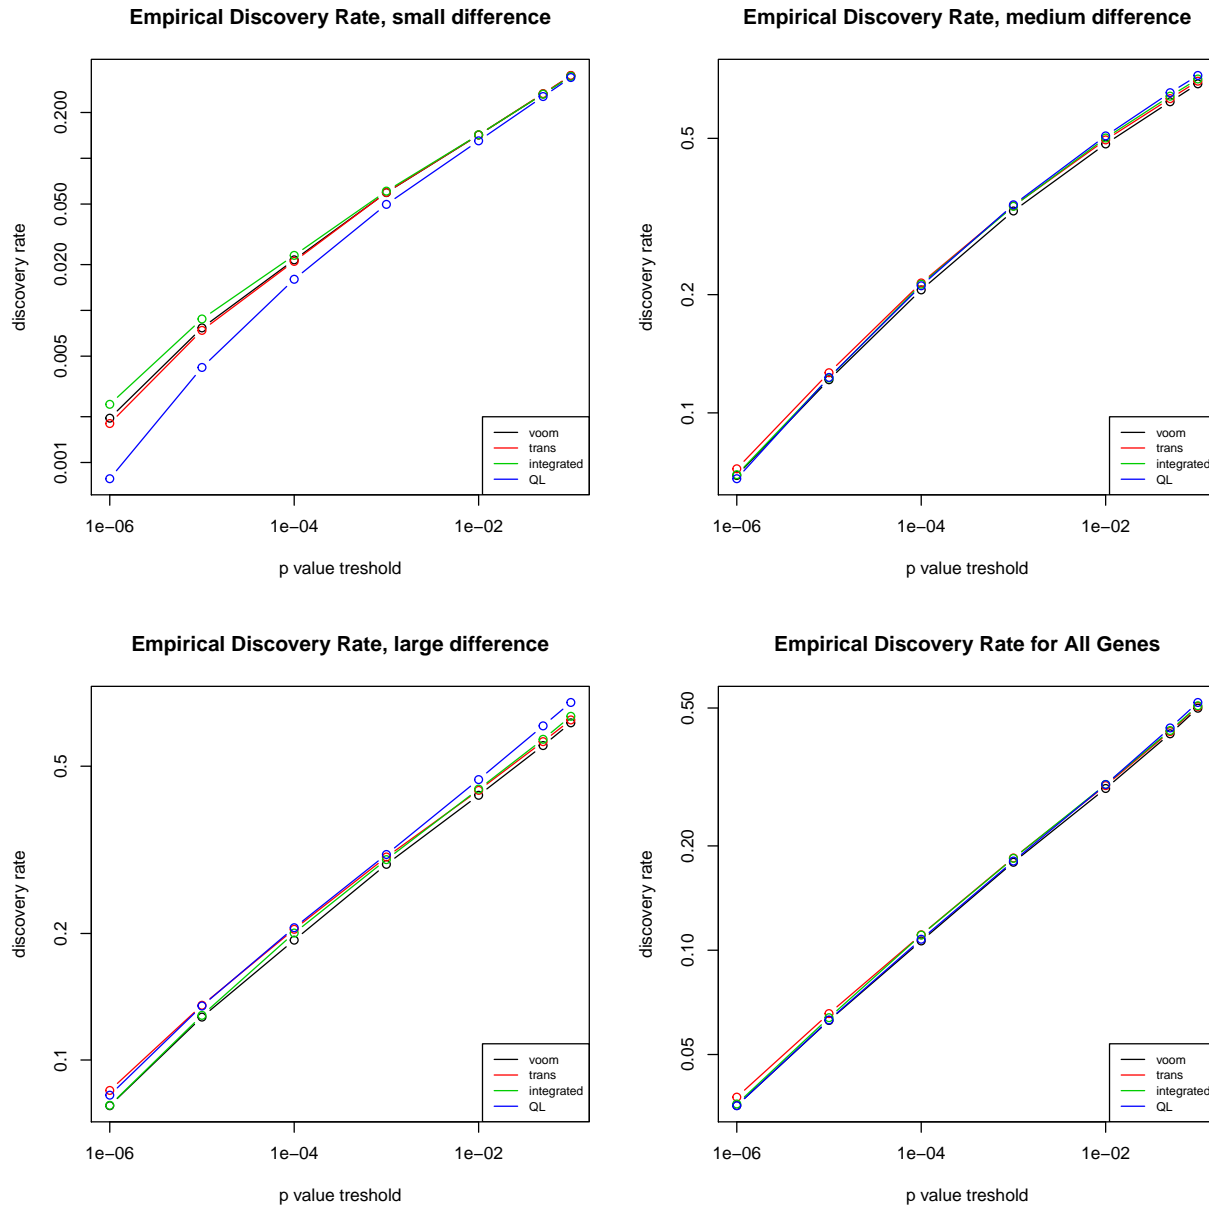 Empirical Discovery Rate, small difference
discovery rate
0.200
0.050
0.020
0.005
0.001
1e−06
1e−04
1e−02
p value treshold
voom
trans
integrated
QL
Empirical Discovery Rate, medium difference
discovery rate
0.5
0.2
0.1
1e−06
1e−04
1e−02
p value treshold
voom
trans
integrated
QL
Empirical Discovery Rate, large difference
discovery rate
0.5
0.2
0.1
1e−06
1e−04
1e−02
p value treshold
voom
trans
integrated
QL
Empirical Discovery Rate for All Genes
discovery rate
0.50
0.20
0.10
0.05
1e−06
1e−04
1e−02
p value treshold
voom
trans
integrated
QL